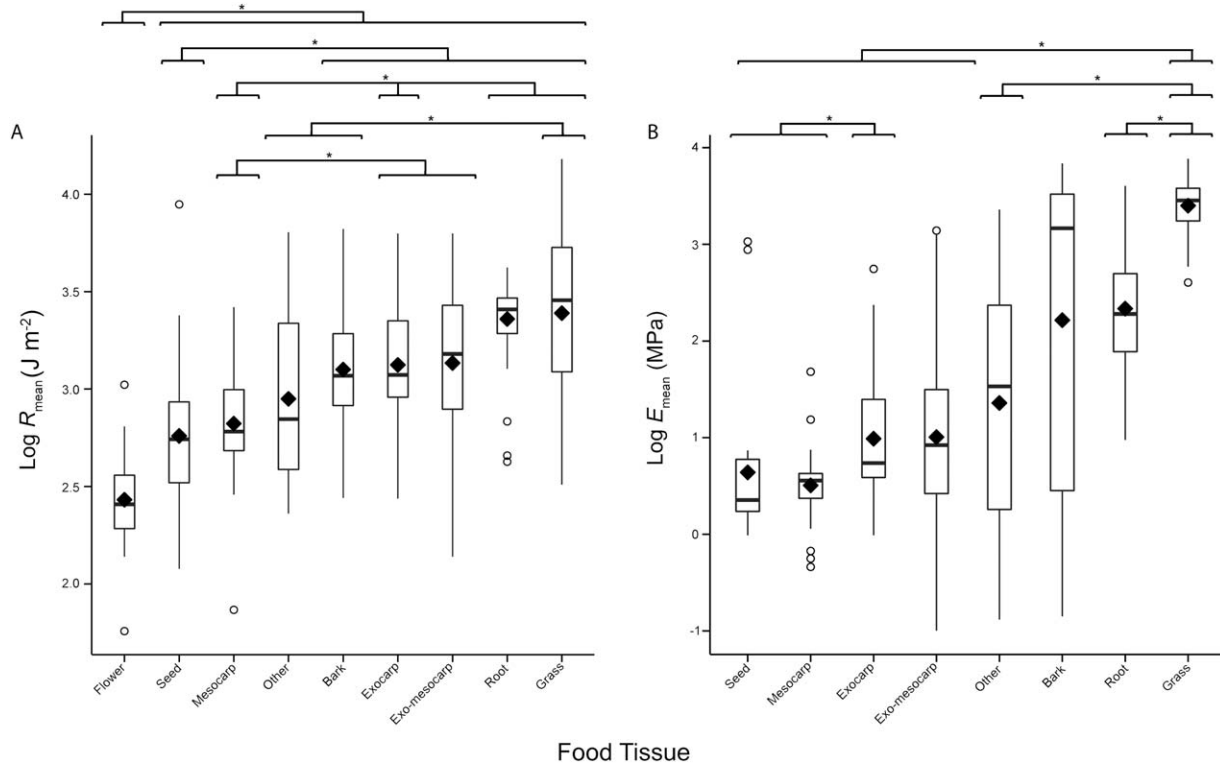 *
*
*
*
*
A
Log Rmean (J m-2)
4.0
3.5
3.0
2.5
2.0
Flower
Seed
Mesocarp
Other
Bark
Exocarp
Exo-mesocarp
Root
Grass
*
*
*
*
B
Log Emean (MPa)
4
3
2
1
0
-1
Seed
Mesocarp
Exocarp
Exo-mesocarp
Other
Bark
Root
Grass
Food Tissue